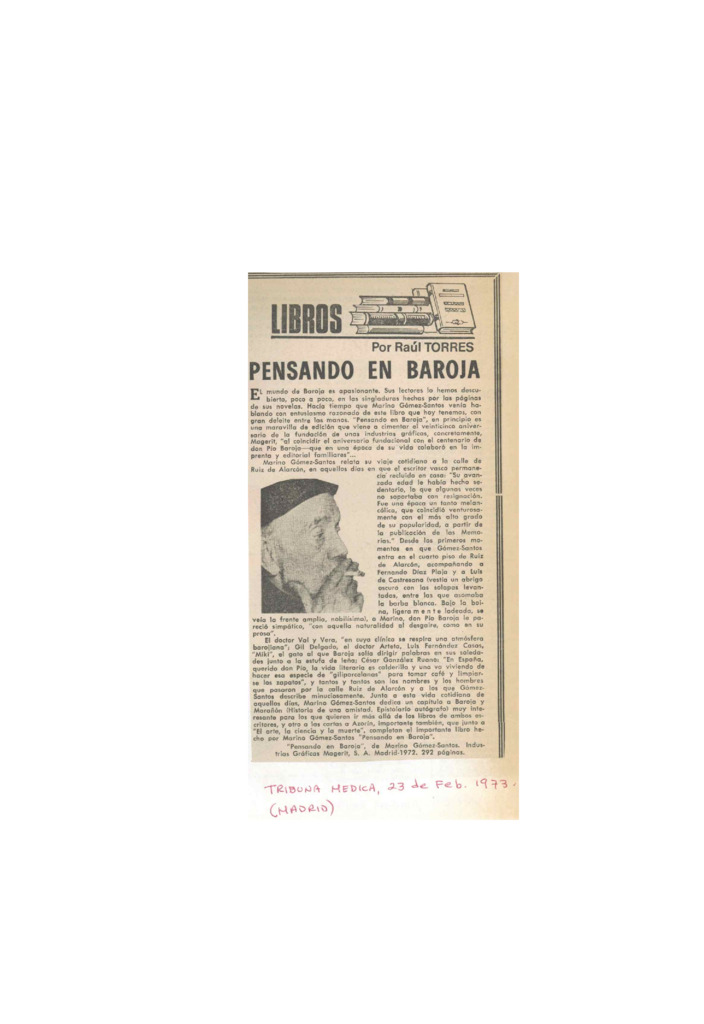 LIBROS
Por Raúl TORRES
PENSANDO EN BAROJA
EL mundo de Baroja es apasionante. Sus lectores lo hemos descu-
bierto, poco a poco, en las singladuras hechas por las páginas
de sus novelas. Hacía tiempo que Marino Gómez-Santos venía ha-
blando con entusiasmo razonado de este libro que hoy tenemos, con
gran deleite entre las manos. "Pensando en Baroja", en principio es
una maravilla de edición que viene a cimentar el veinticinco aniver-
sario de la fundación de unas industrias gráficas, concretamente,
Magerit, "al coincidir el aniversario fundacional con el centenario de
don Pío Baroja—que en una época de su vida colaboró en la im-
prenta y editorial familiares"...
Marino Gómez-Santos relata su viaje cotidiano a la calle de
Ruiz de Alarcón, en aquellos días en que el escritor vasco permane-
cía recluido en casa: "Su avan-
zada edad le había hecho se-
dentario, lo que algunas veces
no soportaba con resignación.
Fue una época un tanto melan-
cólica, que coincidió venturosa-
mente con el más alto grado
de su popularidad, a partir de
la publicación de las Memo-
rias." Desde los primeros mo-
mentos en que Gómez-Santos
entra en el cuarto piso de Ruiz
de Alarcón, acompañando a
Fernando Díaz Plaja y a Luis
de Castresana (vestía un abrigo
oscuro con las solapas levan-
tadas, entre las que asomaba
la barba blanca. Bajo la boi-
na, ligeramente ladeada, se
veía la frente amplia, nobilísima), a Marino, don Pío Baroja le pa-
reció simpático, "con aquella naturalidad al desgaire, como en su
prosa".
El doctor Val y Vera, "en cuya clínica se respira una atmósfera
barojiana"; Gil Delgado, el doctor Arteta, Luis Fernández Casas,
"Miki", el gato al que Baroja solía dirigir palabras en sus soleda-
des junto a la estufa de leña; César González Ruano: "En España,
querido don Pío, la vida literaria es calderilla y uno va viviendo de
hacer esa especie de "giliporcelanas" para tomar café y limpiar-
se los zapatos", y tantos y tantos son los nombres y los hombres
que pasaron por la calle Ruiz de Alarcón y a los que Gómez-
Santos describe minuciosamente. Junto a esta vida cotidiana de
aquellos días, Marino Gómez-Santos dedica un capítulo a Baroja y
Marañón (Historia de una amistad. Epistolario autógrafo) muy inte-
resante para los que quieran ir más allá de los libros de ambos es-
critores, y otro a las cartas a Azorín, importante también, que junto a
"El arte, la ciencia y la muerte", completan el importante libro he-
cho por Marino Gómez-Santos "Pensando en Baroja".
"Pensando en Baroja", de Marino Gómez-Santos. Indus-
trias Gráficas Magerit, S. A. Madrid-1972. 292 páginas.
TRIBUNA MEDICA, 23 de Feb. 1973.
(MADRID)